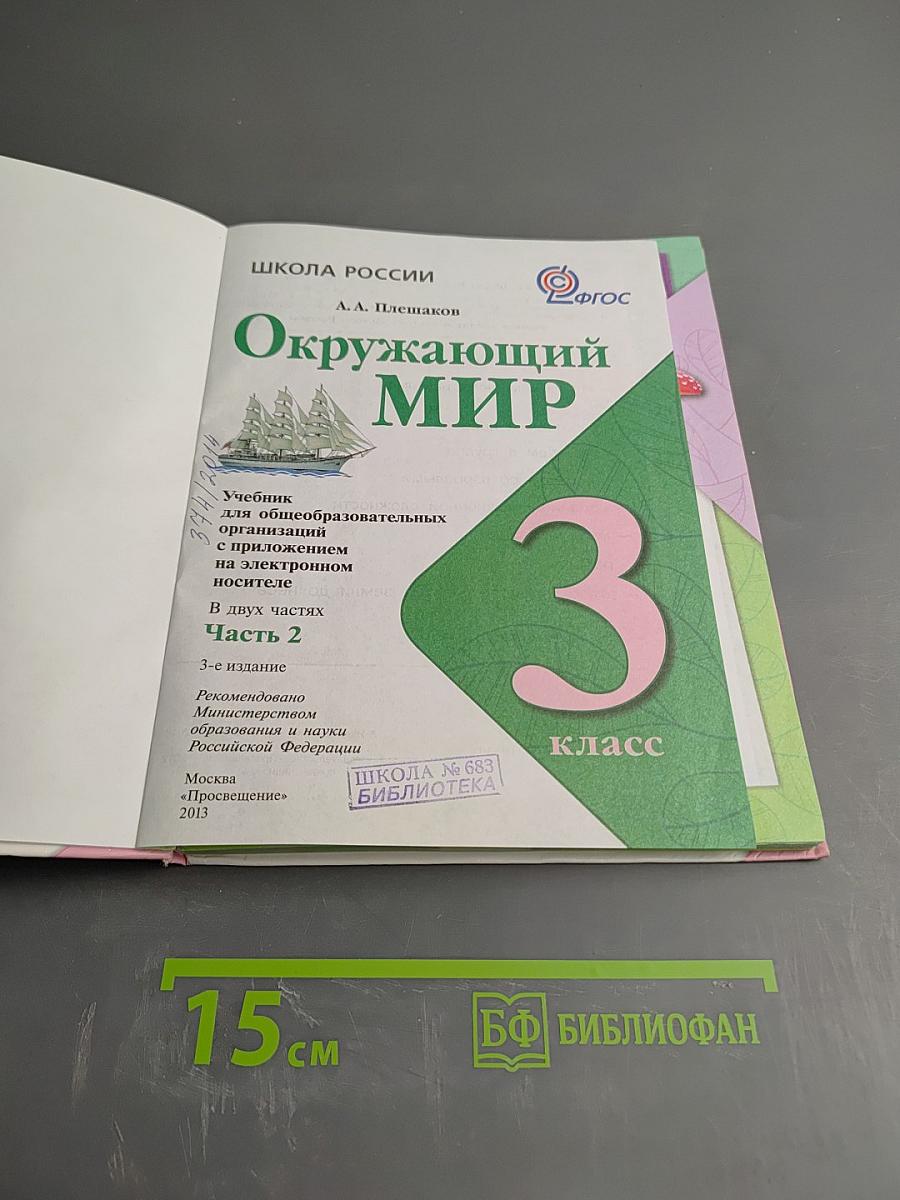 ШКОЛА РОССИИ
ФГОС
А. А. Плешаков
Окружающий
МИР
374/2014
Учебник
для общеобразовательных
организаций
с приложением
на электронном
носителе
В двух частях
Часть 2
3-е издание
Рекомендовано
Министерством
образования и науки
Российской Федерации
3
класс
Москва
«Просвещение»
2013
ШКОЛА № 683
БИБЛИОТЕКА
15 см
БФ БИБЛИОФАН